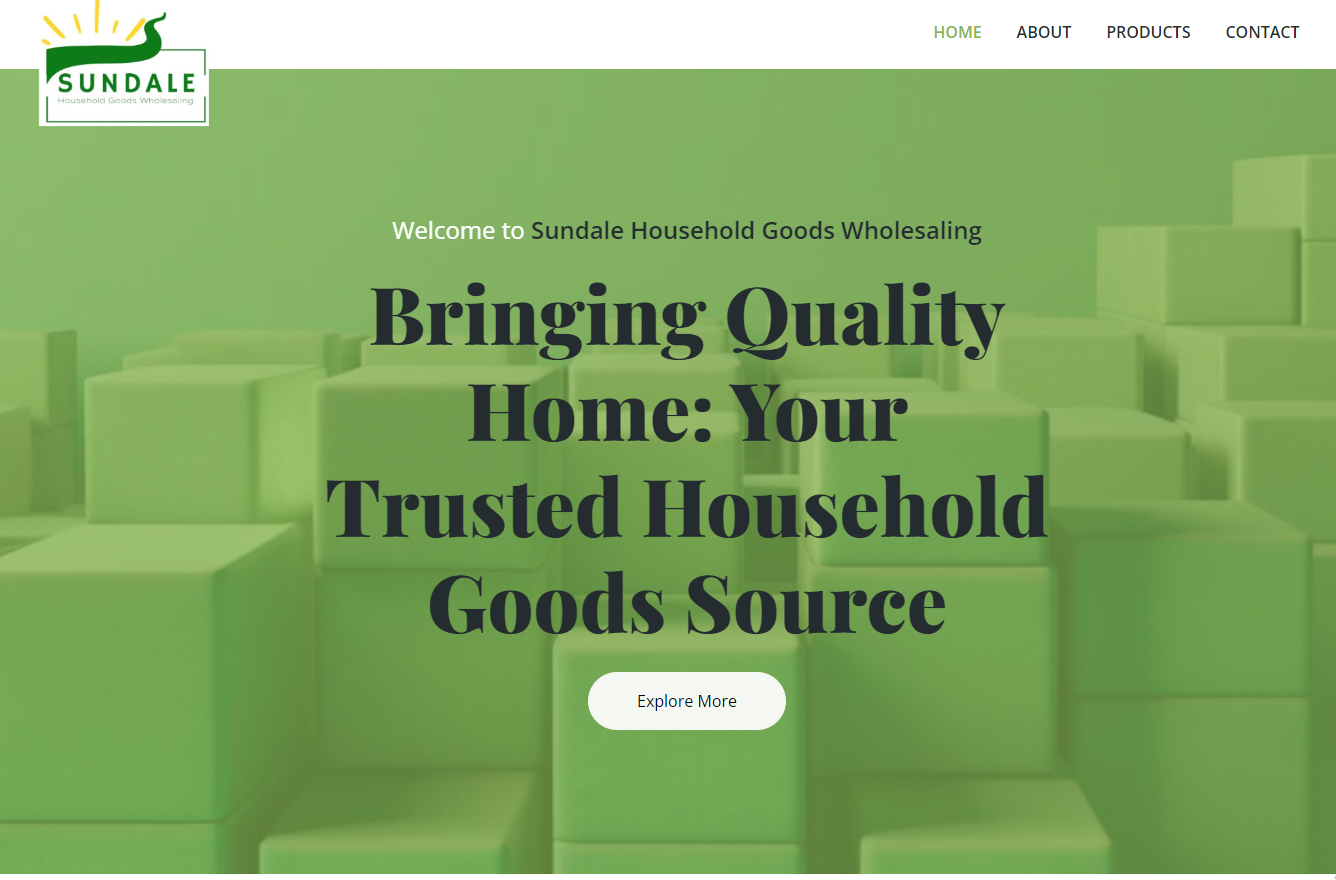 SUNDALE
Household Goods Wholesaling
HOME ABOUT PRODUCTS CONTACT
Welcome to Sundale Household Goods Wholesaling
Bringing Quality
Home: Your
Trusted Household
Goods Source
Explore More